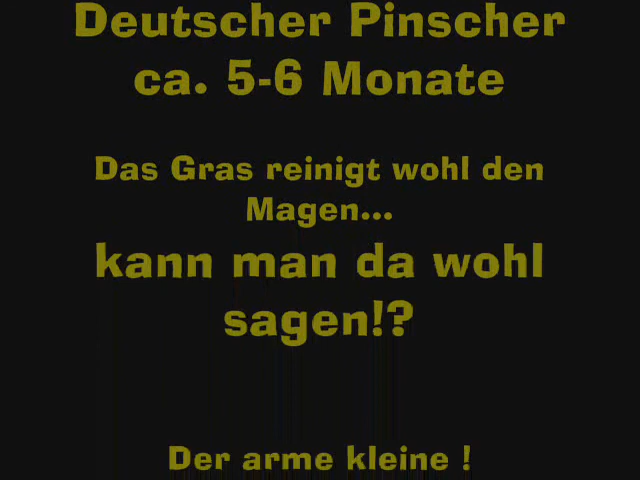 Deutscher Pinscher
ca. 5-6 Monate
Das Gras reinigt wohl den
Magen...
kann man da wohl
sagen!?
Der arme kleine !